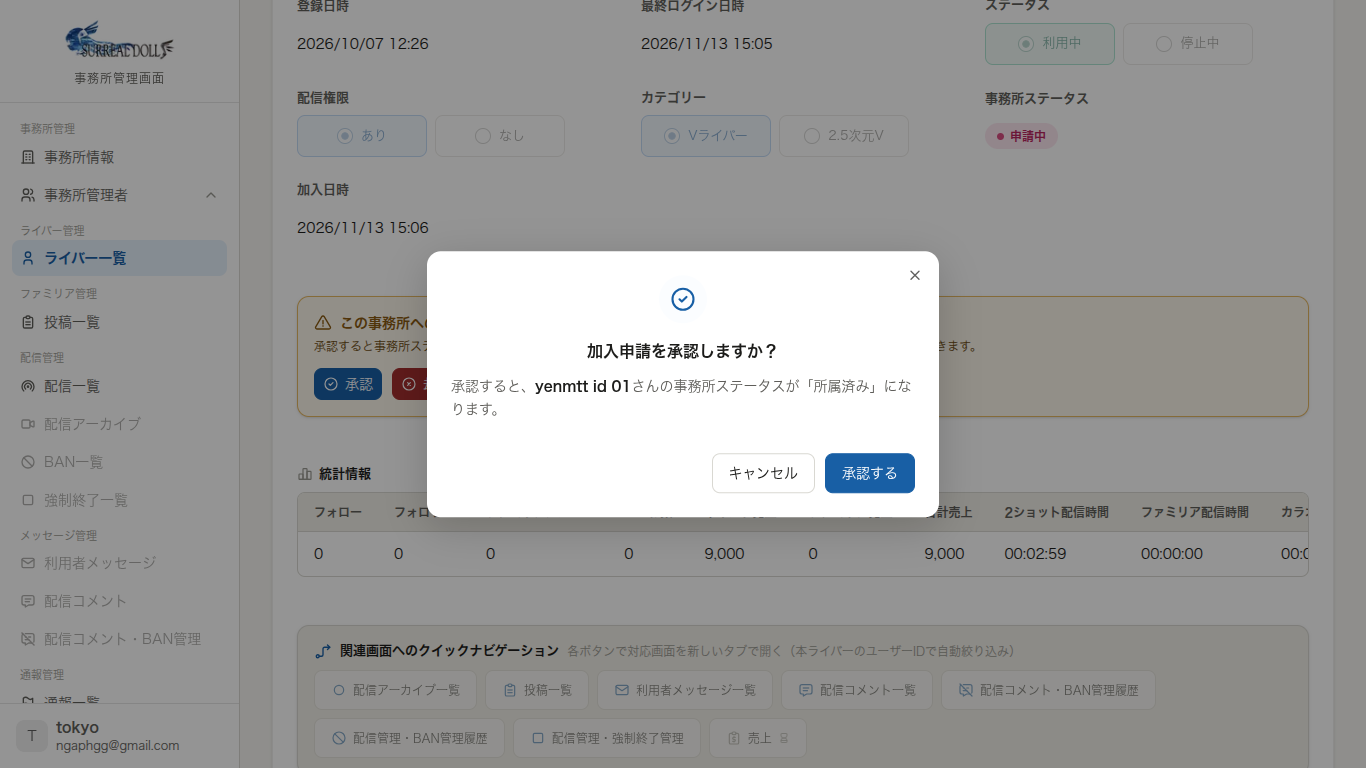 SURREAL DOLLS
事務所管理画面
事務所管理
事務所情報
事務所管理者
ライバー管理
ライバー一覧
ファミリア管理
投稿一覧
配信管理
配信一覧
配信アーカイブ
BAN一覧
強制終了一覧
メッセージ管理
利用者メッセージ
配信コメント
配信コメント・BAN管理
通報管理
通報一覧
T
tokyo
ngaphgg@gmail.com
登録日時
最終ログイン日時
ステータス
2026/10/07 12:26
2026/11/13 15:05
利用中
停止中
配信権限
カテゴリー
事務所ステータス
あり
なし
Vライバー
2.5次元V
申請中
加入日時
2026/11/13 15:06
この事務所への
承認すると事務所ス
きます。
承認
加入申請を承認しますか？
承認すると、yenmtt id 01さんの事務所ステータスが「所属済み」にな
ります。
キャンセル
承認する
統計情報
フォロー
フォロ
計売上
2ショット配信時間
ファミリア配信時間
カラ
0
0
0
0
9,000
0
9,000
00:02:59
00:00:00
00:0
関連画面へのクイックナビゲーション
各ボタンで対応画面を新しいタブで開く（本ライバーのユーザーIDで自動絞り込み）
配信アーカイブ一覧
投稿一覧
利用者メッセージ一覧
配信コメント一覧
配信コメント・BAN管理履歴
配信管理・BAN管理履歴
配信管理・強制終了管理
売上